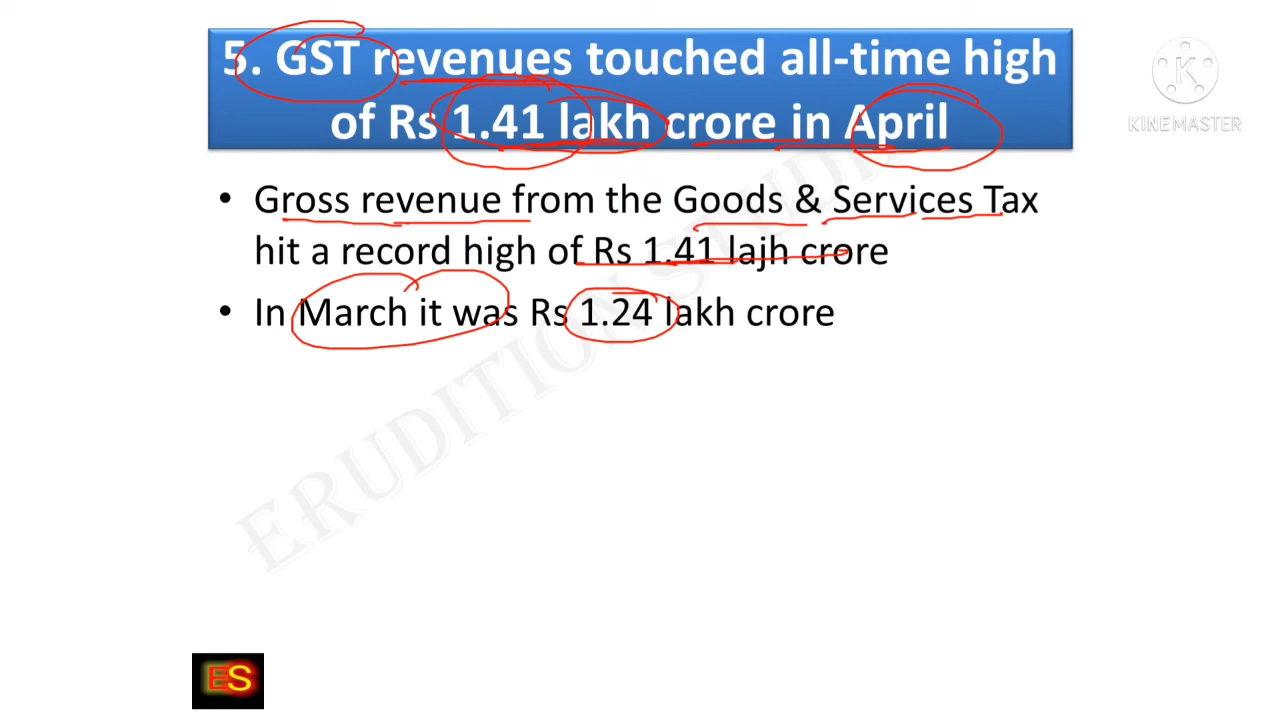 5. GST revenues touched all-time high
of Rs 1.41 lakh crore in April
K
KINEMASTER
• Gross revenue from the Goods & Services Tax
hit a record high of Rs 1.41 lajh crore
• In March it was Rs 1.24 lakh crore
ERUDITION STUDI
ES